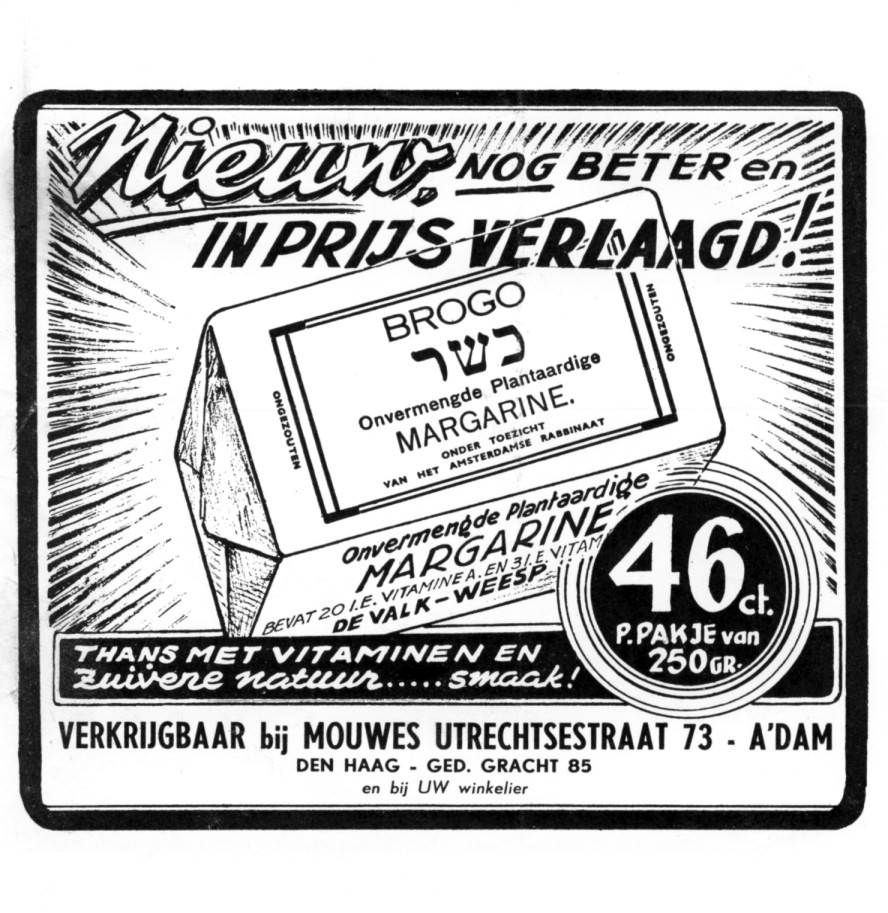 Nieuw, NOG BETER en
IN PRIJS VERLAAGD!
BROGO
כשר
Onvermengde Plantaardige
MARGARINE.
ONDER TOEZICHT
VAN HET AMSTERDAMSE RABBINAAT
ONGEZOUTEN
ONGEZOUTEN
Onvermengde Plantaardige
MARGARINE
BEVAT 20 I.E. VITAMINE A. EN 3 I.E. VITAM
DE VALK - WEESP
46 ct.
P. PAKJE van
250 GR.
THANS MET VITAMINEN EN
zuivere natuur..... smaak!
VERKRIJGBAAR bij MOUWES UTRECHTSESTRAAT 73 - A'DAM
DEN HAAG - GED. GRACHT 85
en bij UW winkelier